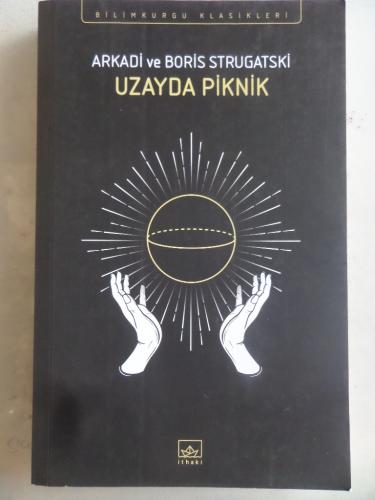 BİLİMKURGU KLASİKLERİ
ARKADİ ve BORİS STRUGATSKİ
UZAYDA PİKNİK
ithaki